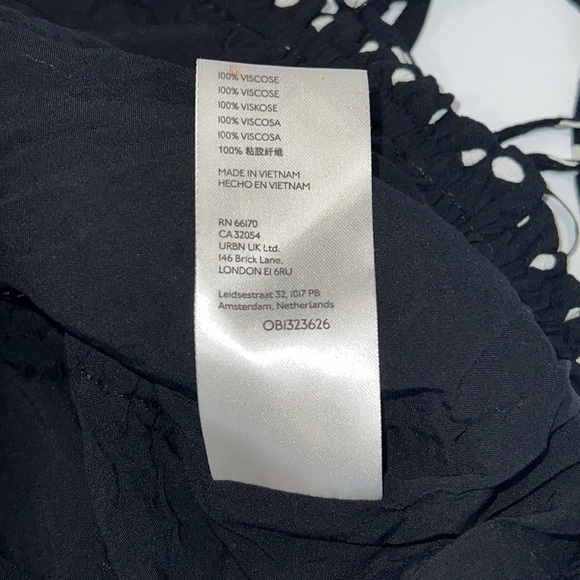 100% VISCOSE
100% VISCOSE
100% VISKOSE
100% VISCOSA
100% VISCOSA
100% 粘胶纤维
MADE IN VIETNAM
HECHO EN VIETNAM
RN 66170
CA 32054
URBN UK Ltd.
146 Brick Lane,
LONDON E1 6RU
Leidsestraat 32, 1017 PB
Amsterdam, Netherlands
OB1323626